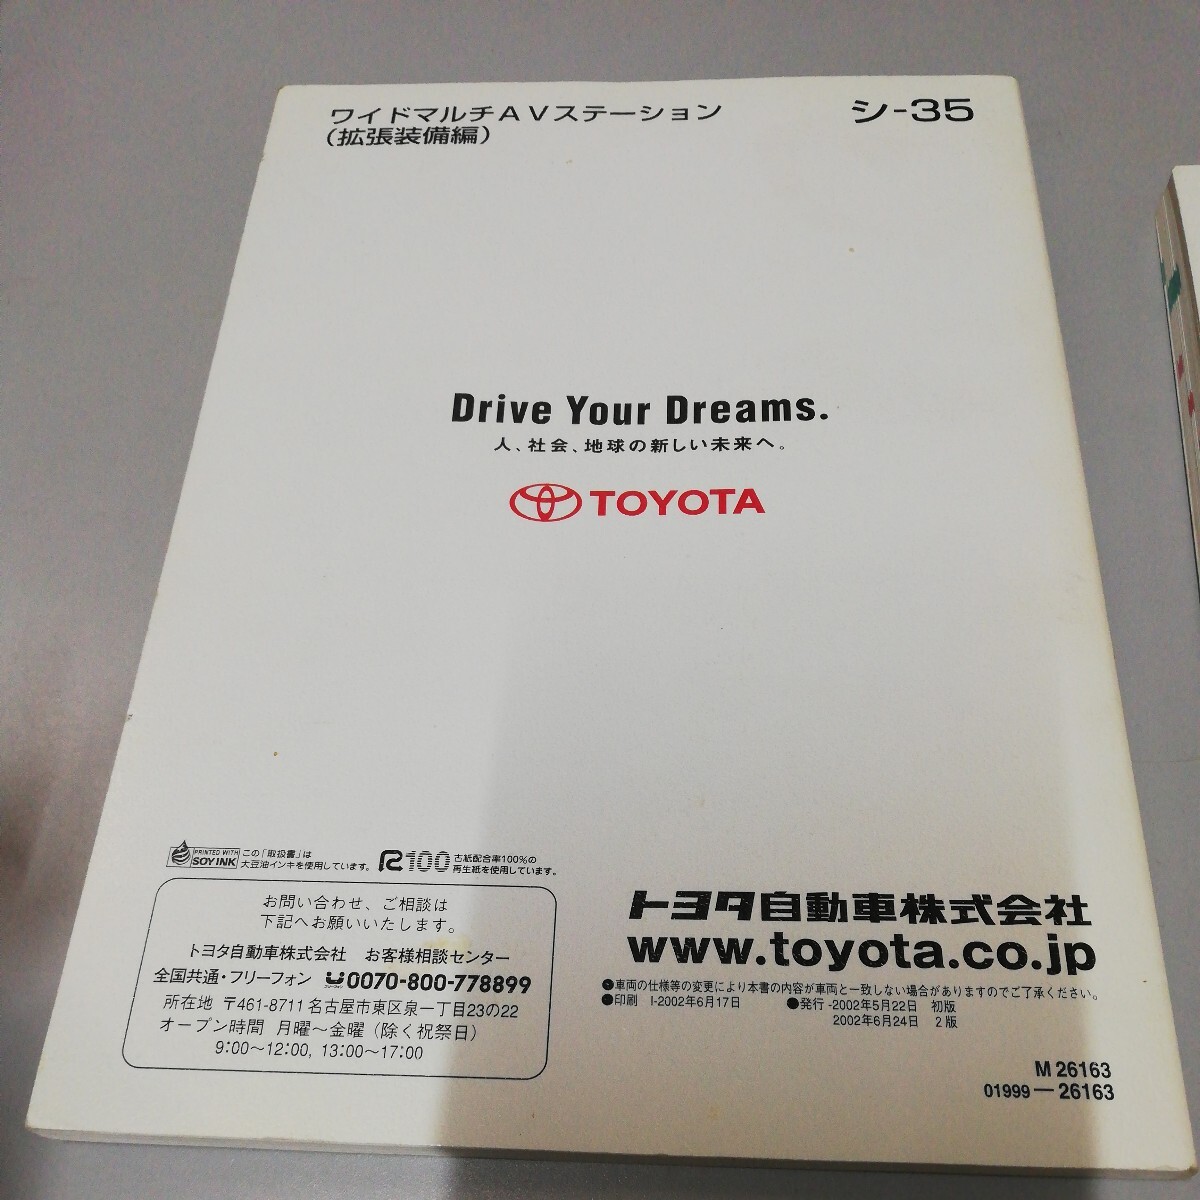 ワイドマルチAVステーション
（拡張装備編）
シ-35
Drive Your Dreams.
人、社会、地球の新しい未来へ。
TOYOTA
PRINTED WITH
SOY INK
この「取扱書」は
大豆油インキを使用しています。
R100
古紙配合率100%の
再生紙を使用しています。
お問い合わせ、ご相談は
下記へお願いいたします。
トヨタ自動車株式会社　お客様相談センター
全国共通・フリーフォン 0070-800-778899
フリーフォン
所在地 〒461-8711 名古屋市東区泉一丁目23の22
オープン時間 月曜〜金曜（除く祝祭日）
9:00〜12:00, 13:00〜17:00
トヨタ自動車株式会社
www.toyota.co.jp
●車両の仕様等の変更により本書の内容が車両と一致しない場合がありますのでご了承ください。
●印刷 I-2002年6月17日 ●発行-2002年5月22日 初版
2002年6月24日 2版
M 26163
01999—26163